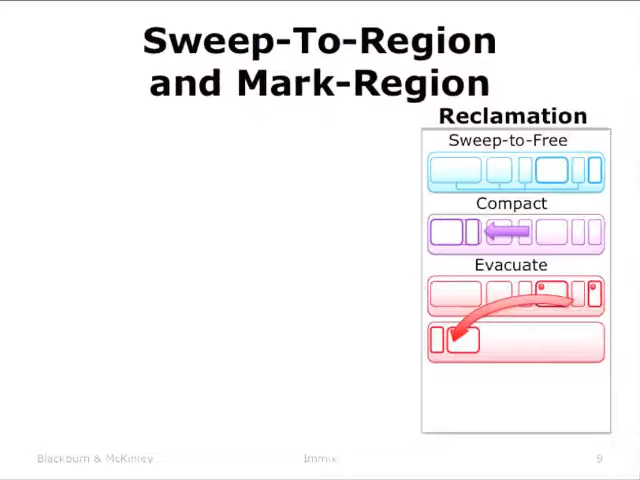 Sweep-To-Region
and Mark-Region
Reclamation
Sweep-to-Free
Compact
Evacuate
Blackburn & McKinley
Immix
9